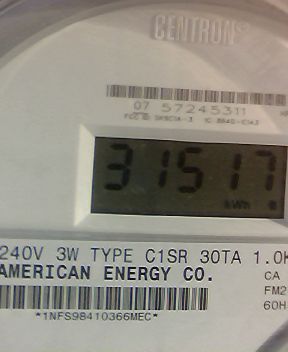 CENTRON®
07 57245311
31517
kWh
240V 3W TYPE C1SR 30TA 1.0K
AMERICAN ENERGY CO.
CA
FM2
60H
*1NFS98410366MEC*